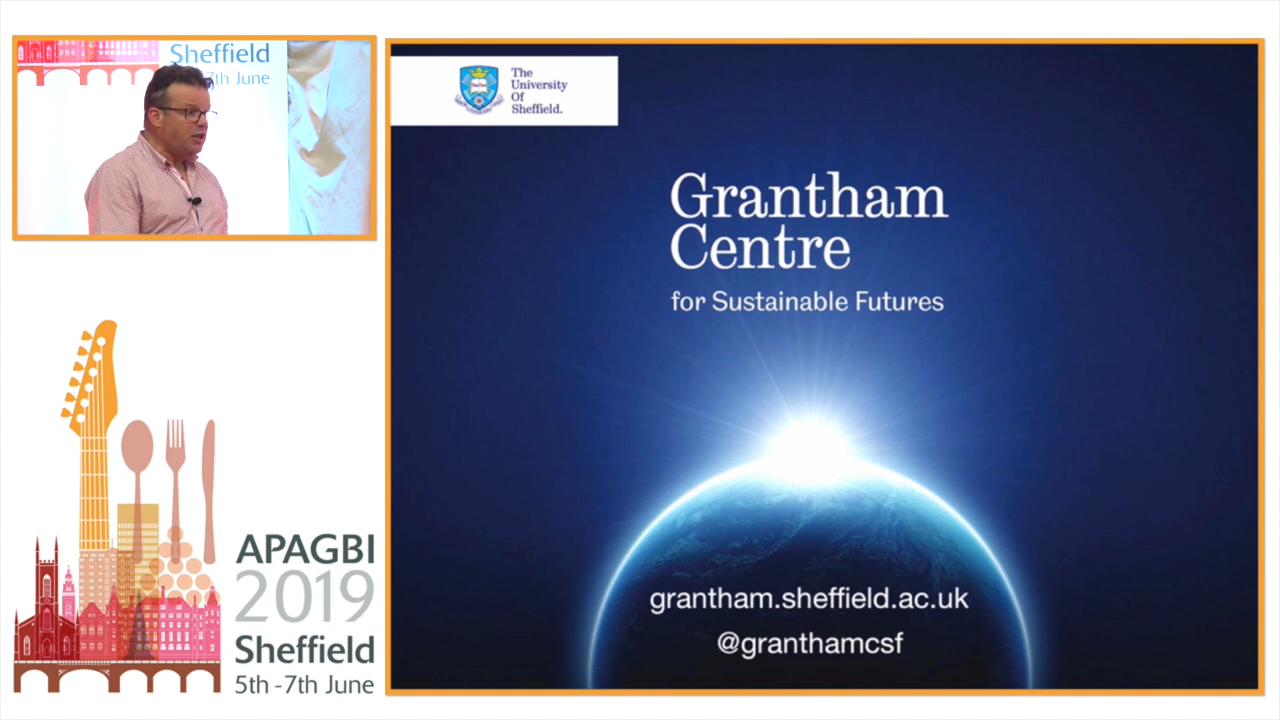 Sheffield
7th June
The
University
Of
Sheffield.
Grantham
Centre
for Sustainable Futures
grantham.sheffield.ac.uk
@granthamcsf
APAGBI
2019
Sheffield
5th -7th June